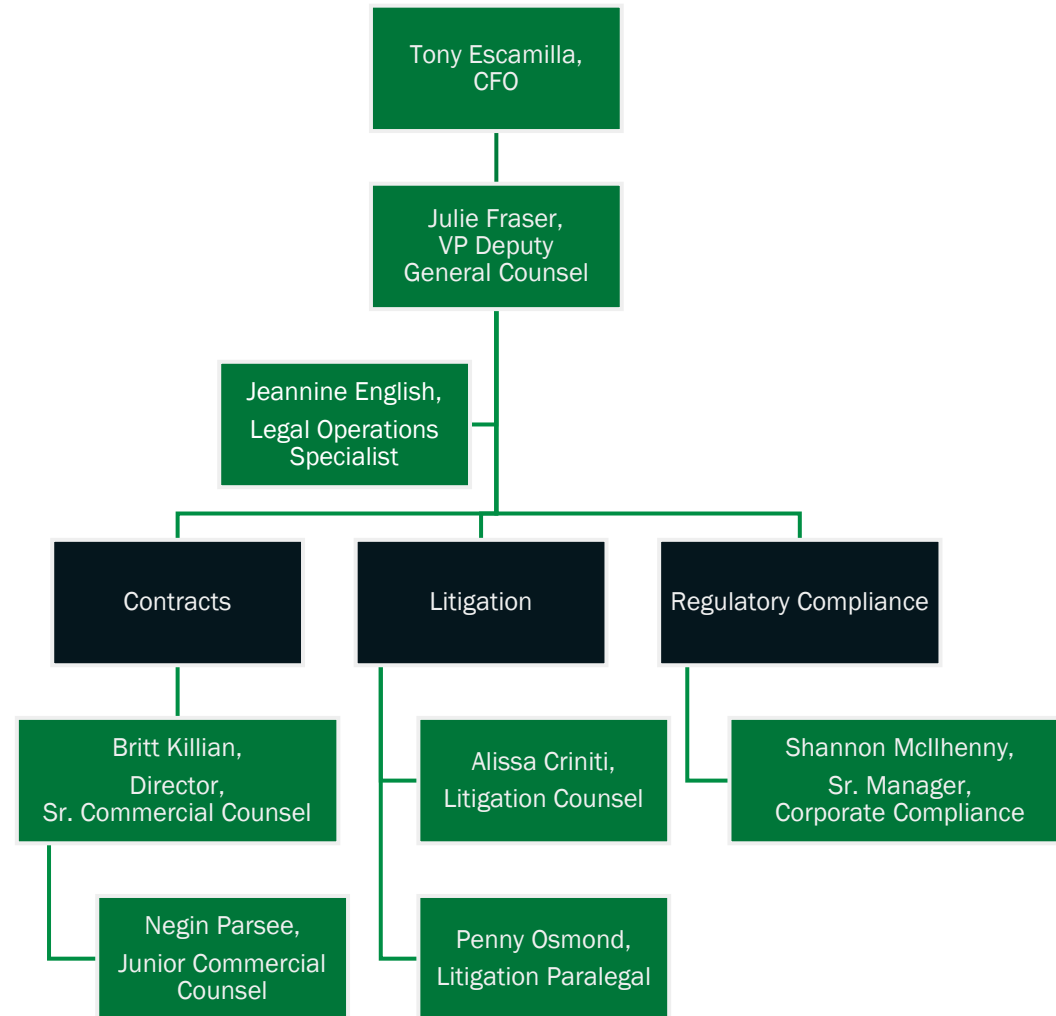 Tony Escamilla,
CFO
Julie Fraser,
VP Deputy
General Counsel
Jeannine English,
Legal Operations
Specialist
Contracts
Litigation
Regulatory Compliance
Britt Killian,
Director,
Sr. Commercial Counsel
Alissa Criniti,
Litigation Counsel
Shannon McIlhenny,
Sr. Manager,
Corporate Compliance
Negin Parsee,
Junior Commercial
Counsel
Penny Osmond,
Litigation Paralegal